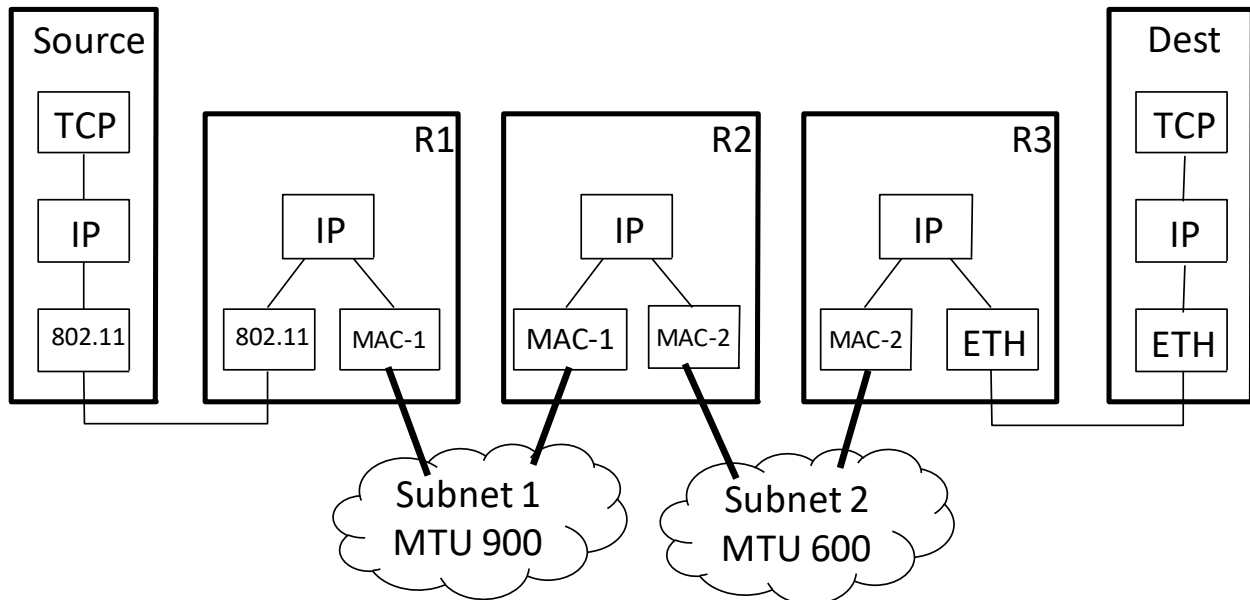 Source
TCP
IP
802.11
R1
IP
802.11
MAC-1
R2
IP
MAC-1
MAC-2
R3
IP
MAC-2
ETH
Dest
TCP
IP
ETH
Subnet 1
MTU 900
Subnet 2
MTU 600